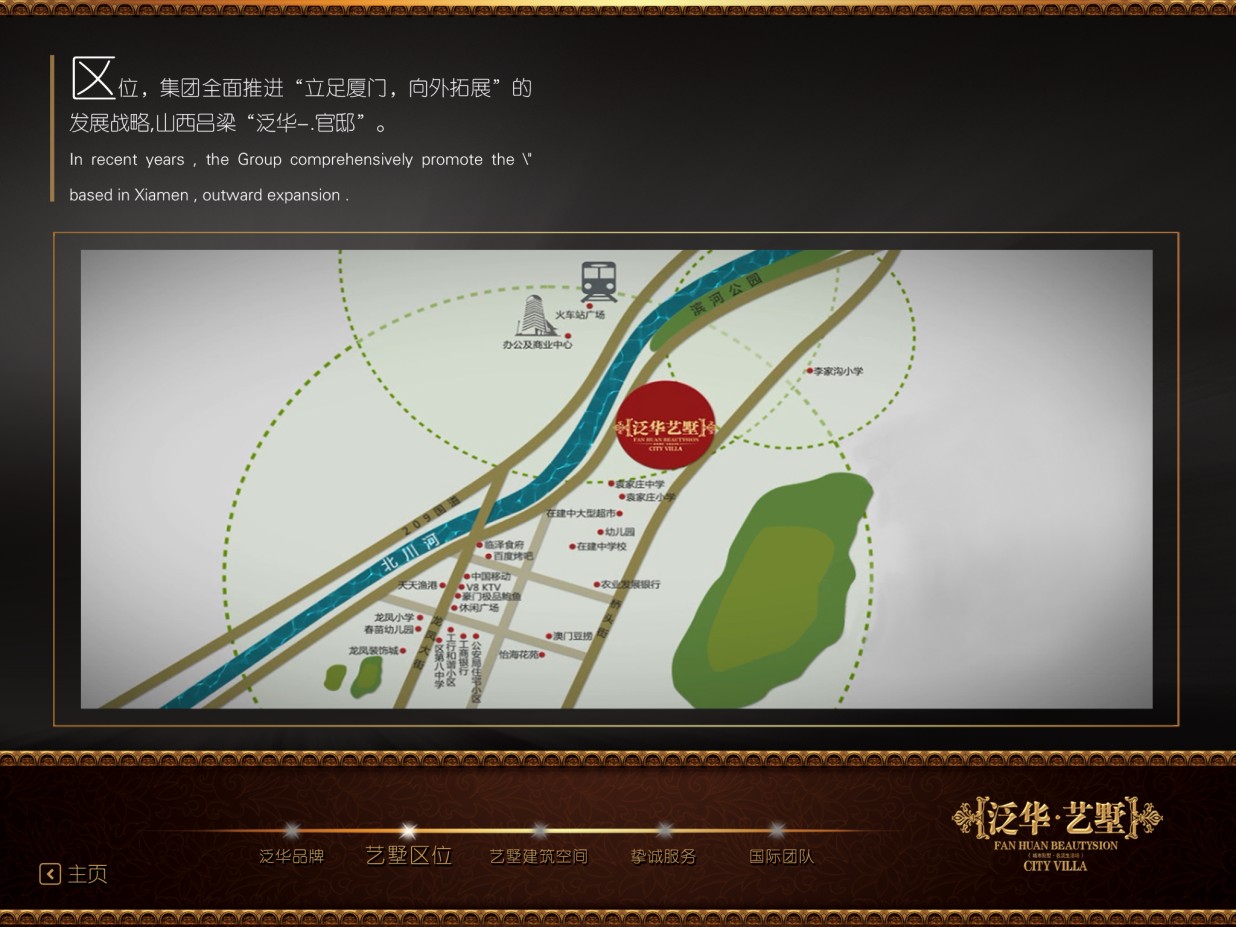 区位，集团全面推进“立足厦门，向外拓展”的
发展战略,山西吕梁“泛华-.官邸”。
In recent years , the Group comprehensively promote the \"
based in Xiamen , outward expansion .
火车站广场
办公及商业中心
滨河公园
李家沟小学
泛华艺墅
FAN HUAN BEAUTYSION
CITY VILLA
袁家庄中学
袁家庄小学
在建中大型超市
幼儿园
在建中学校
209国道
北川河
临泽食府
百度烤吧
中国移动
天天渔港
V8 KTV
豪门极品鲍鱼
休闲广场
农业发展银行
桥头街
龙凤小学
春苗幼儿园
龙凤大街
龙凤装饰城
区第八中学
工行和谐小区
工商银行
公安局住宅小区
澳门豆捞
怡海花苑
泛华品牌
艺墅区位
艺墅建筑空间
挚诚服务
国际团队
主页
泛华·艺墅
FAN HUAN BEAUTYSION
CITY VILLA